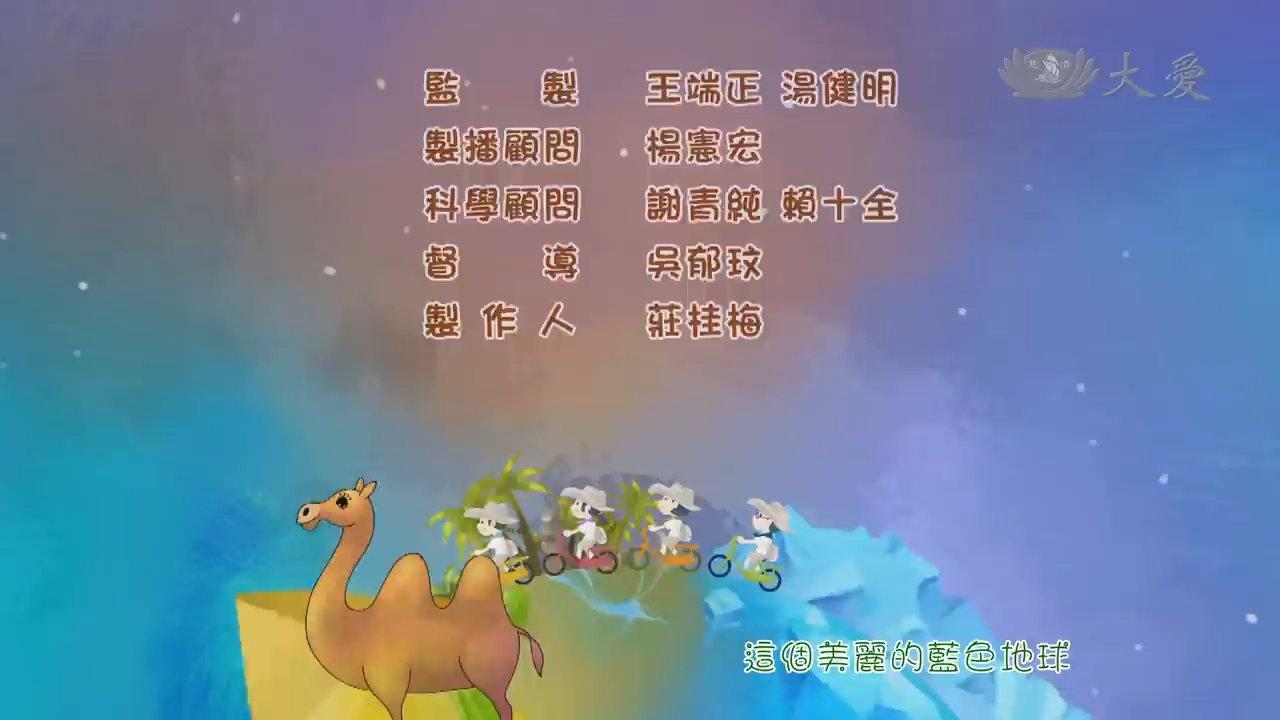 監製 王端正 湯健明
大愛
製播顧問 楊憲宏
科學顧問 謝青純 賴十全
督導 吳郁玟
製作人 莊桂梅
這個美麗的藍色地球